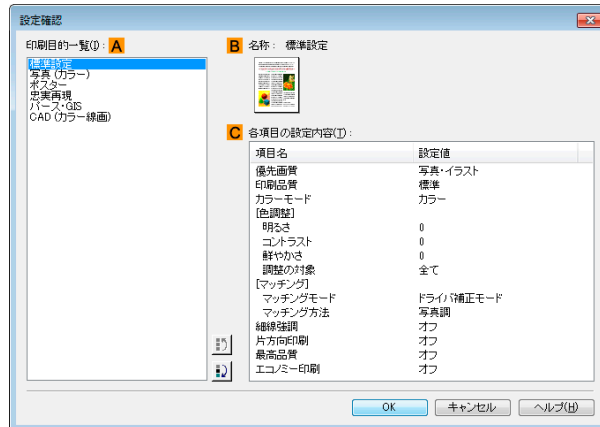 設定確認
印刷目的一覧(I): A
標準設定
写真 (カラー)
ポスター
忠実再現
パース・GIS
CAD (カラー線画)
B 名称： 標準設定
C 各項目の設定内容(T):
項目名 設定値
優先画質 写真・イラスト
印刷品質 標準
カラーモード カラー
[色調整]
明るさ 0
コントラスト 0
鮮やかさ 0
調整の対象 全て
[マッチング]
マッチングモード ドライバ補正モード
マッチング方法 写真調
細線強調 オフ
片方向印刷 オフ
最高品質 オフ
エコノミー印刷 オフ
OK キャンセル ヘルプ(H)